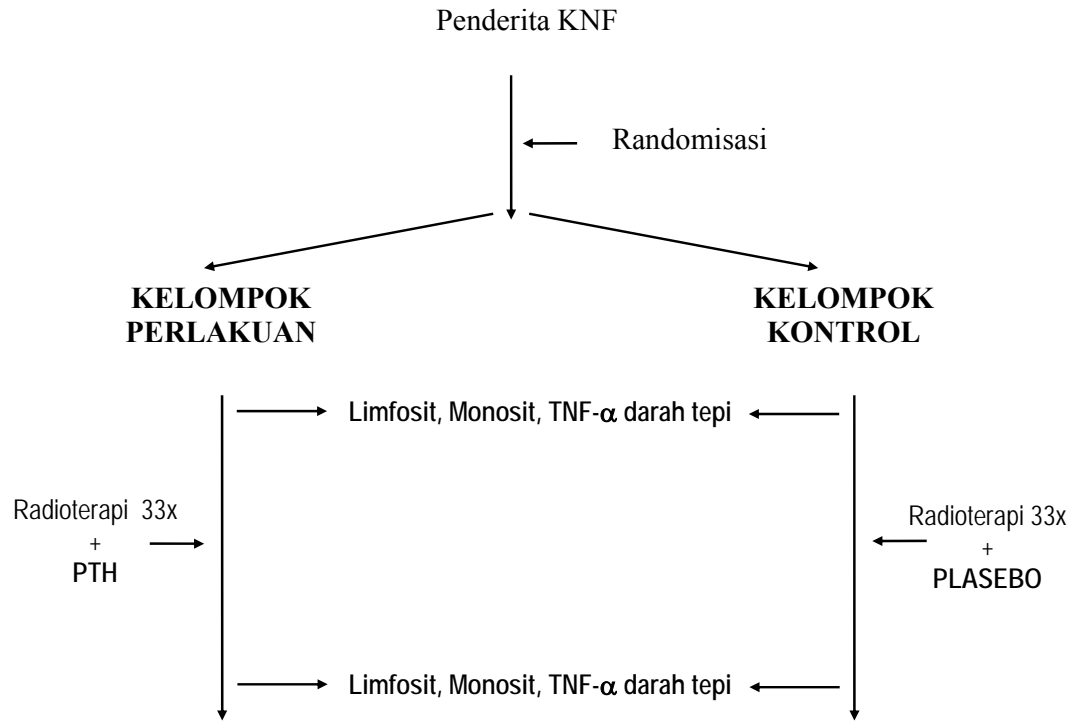 Penderita KNF
Randomisasi
KELOMPOK
PERLAKUAN
KELOMPOK
KONTROL
Limfosit, Monosit, TNF-α darah tepi
Radioterapi 33x
+
PTH
Radioterapi 33x
+
PLASEBO
Limfosit, Monosit, TNF-α darah tepi